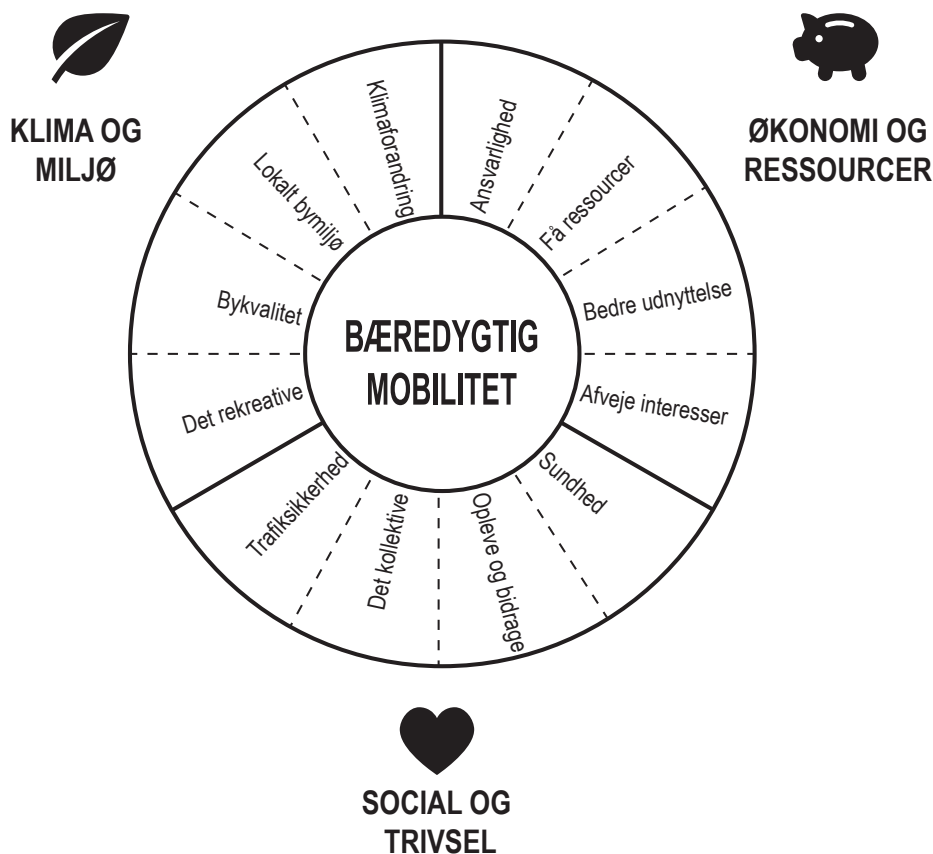 KLIMA OG
MILJØ
ØKONOMI OG
RESSOURCER
Klimaforandring
Ansvarlighed
Lokalt bymiljø
Få ressourcer
Bykvalitet
Bedre udnyttelse
BÆREDYGTIG
MOBILITET
Det rekreative
Afveje interesser
Trafiksikkerhed
Sundhed
Det kollektive
Opleve og bidrage
SOCIAL OG
TRIVSEL